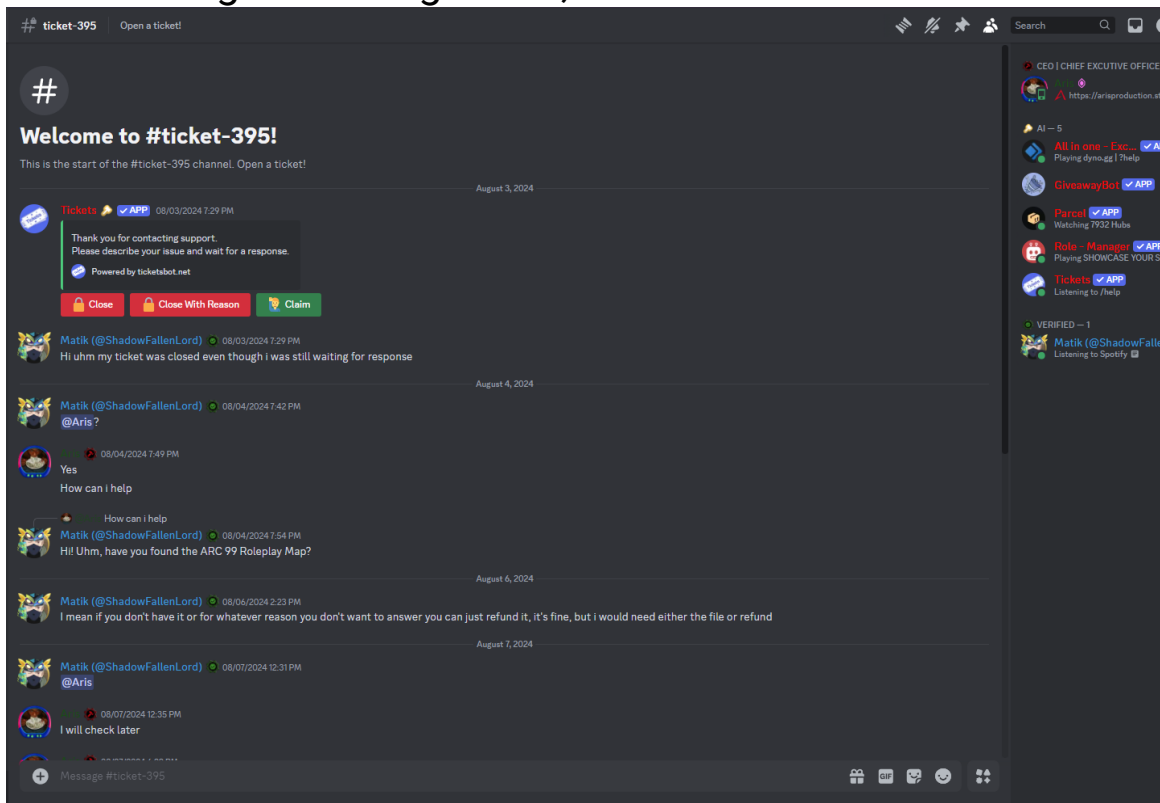 ticket-395 Open a ticket! Search
Welcome to #ticket-395!
This is the start of the #ticket-395 channel. Open a ticket!
August 3, 2024
Tickets APP 08/03/2024 7:29 PM
Thank you for contacting support.
Please describe your issue and wait for a response.
Powered by ticketsbot.net
Close Close With Reason Claim
Matik (@ShadowFallenLord) 08/03/2024 7:29 PM
Hi uhm my ticket was closed even though i was still waiting for response
August 4, 2024
Matik (@ShadowFallenLord) 08/04/2024 7:42 PM
@Aris?
08/04/2024 7:49 PM
Yes
How can i help
How can i help
Matik (@ShadowFallenLord) 08/04/2024 7:54 PM
Hi! Uhm, have you found the ARC 99 Roleplay Map?
August 6, 2024
Matik (@ShadowFallenLord) 08/06/2024 2:23 PM
I mean if you don't have it or for whatever reason you don't want to answer you can just refund it, it's fine, but i would need either the file or refund
August 7, 2024
Matik (@ShadowFallenLord) 08/07/2024 12:31 PM
@Aris
08/07/2024 12:35 PM
I will check later
Message #ticket-395
GIF
CEO | CHIEF EXCUTIVE OFFICE
https://arisproduction.st
AI — 5
All in one - Exc...
Playing dyno.gg | ?help
GiveawayBot APP
Parcel APP
Watching 7932 Hubs
Role - Manager APP
Playing SHOWCASE YOUR S
Tickets APP
Listening to /help
VERIFIED — 1
Matik (@ShadowFalle
Listening to Spotify